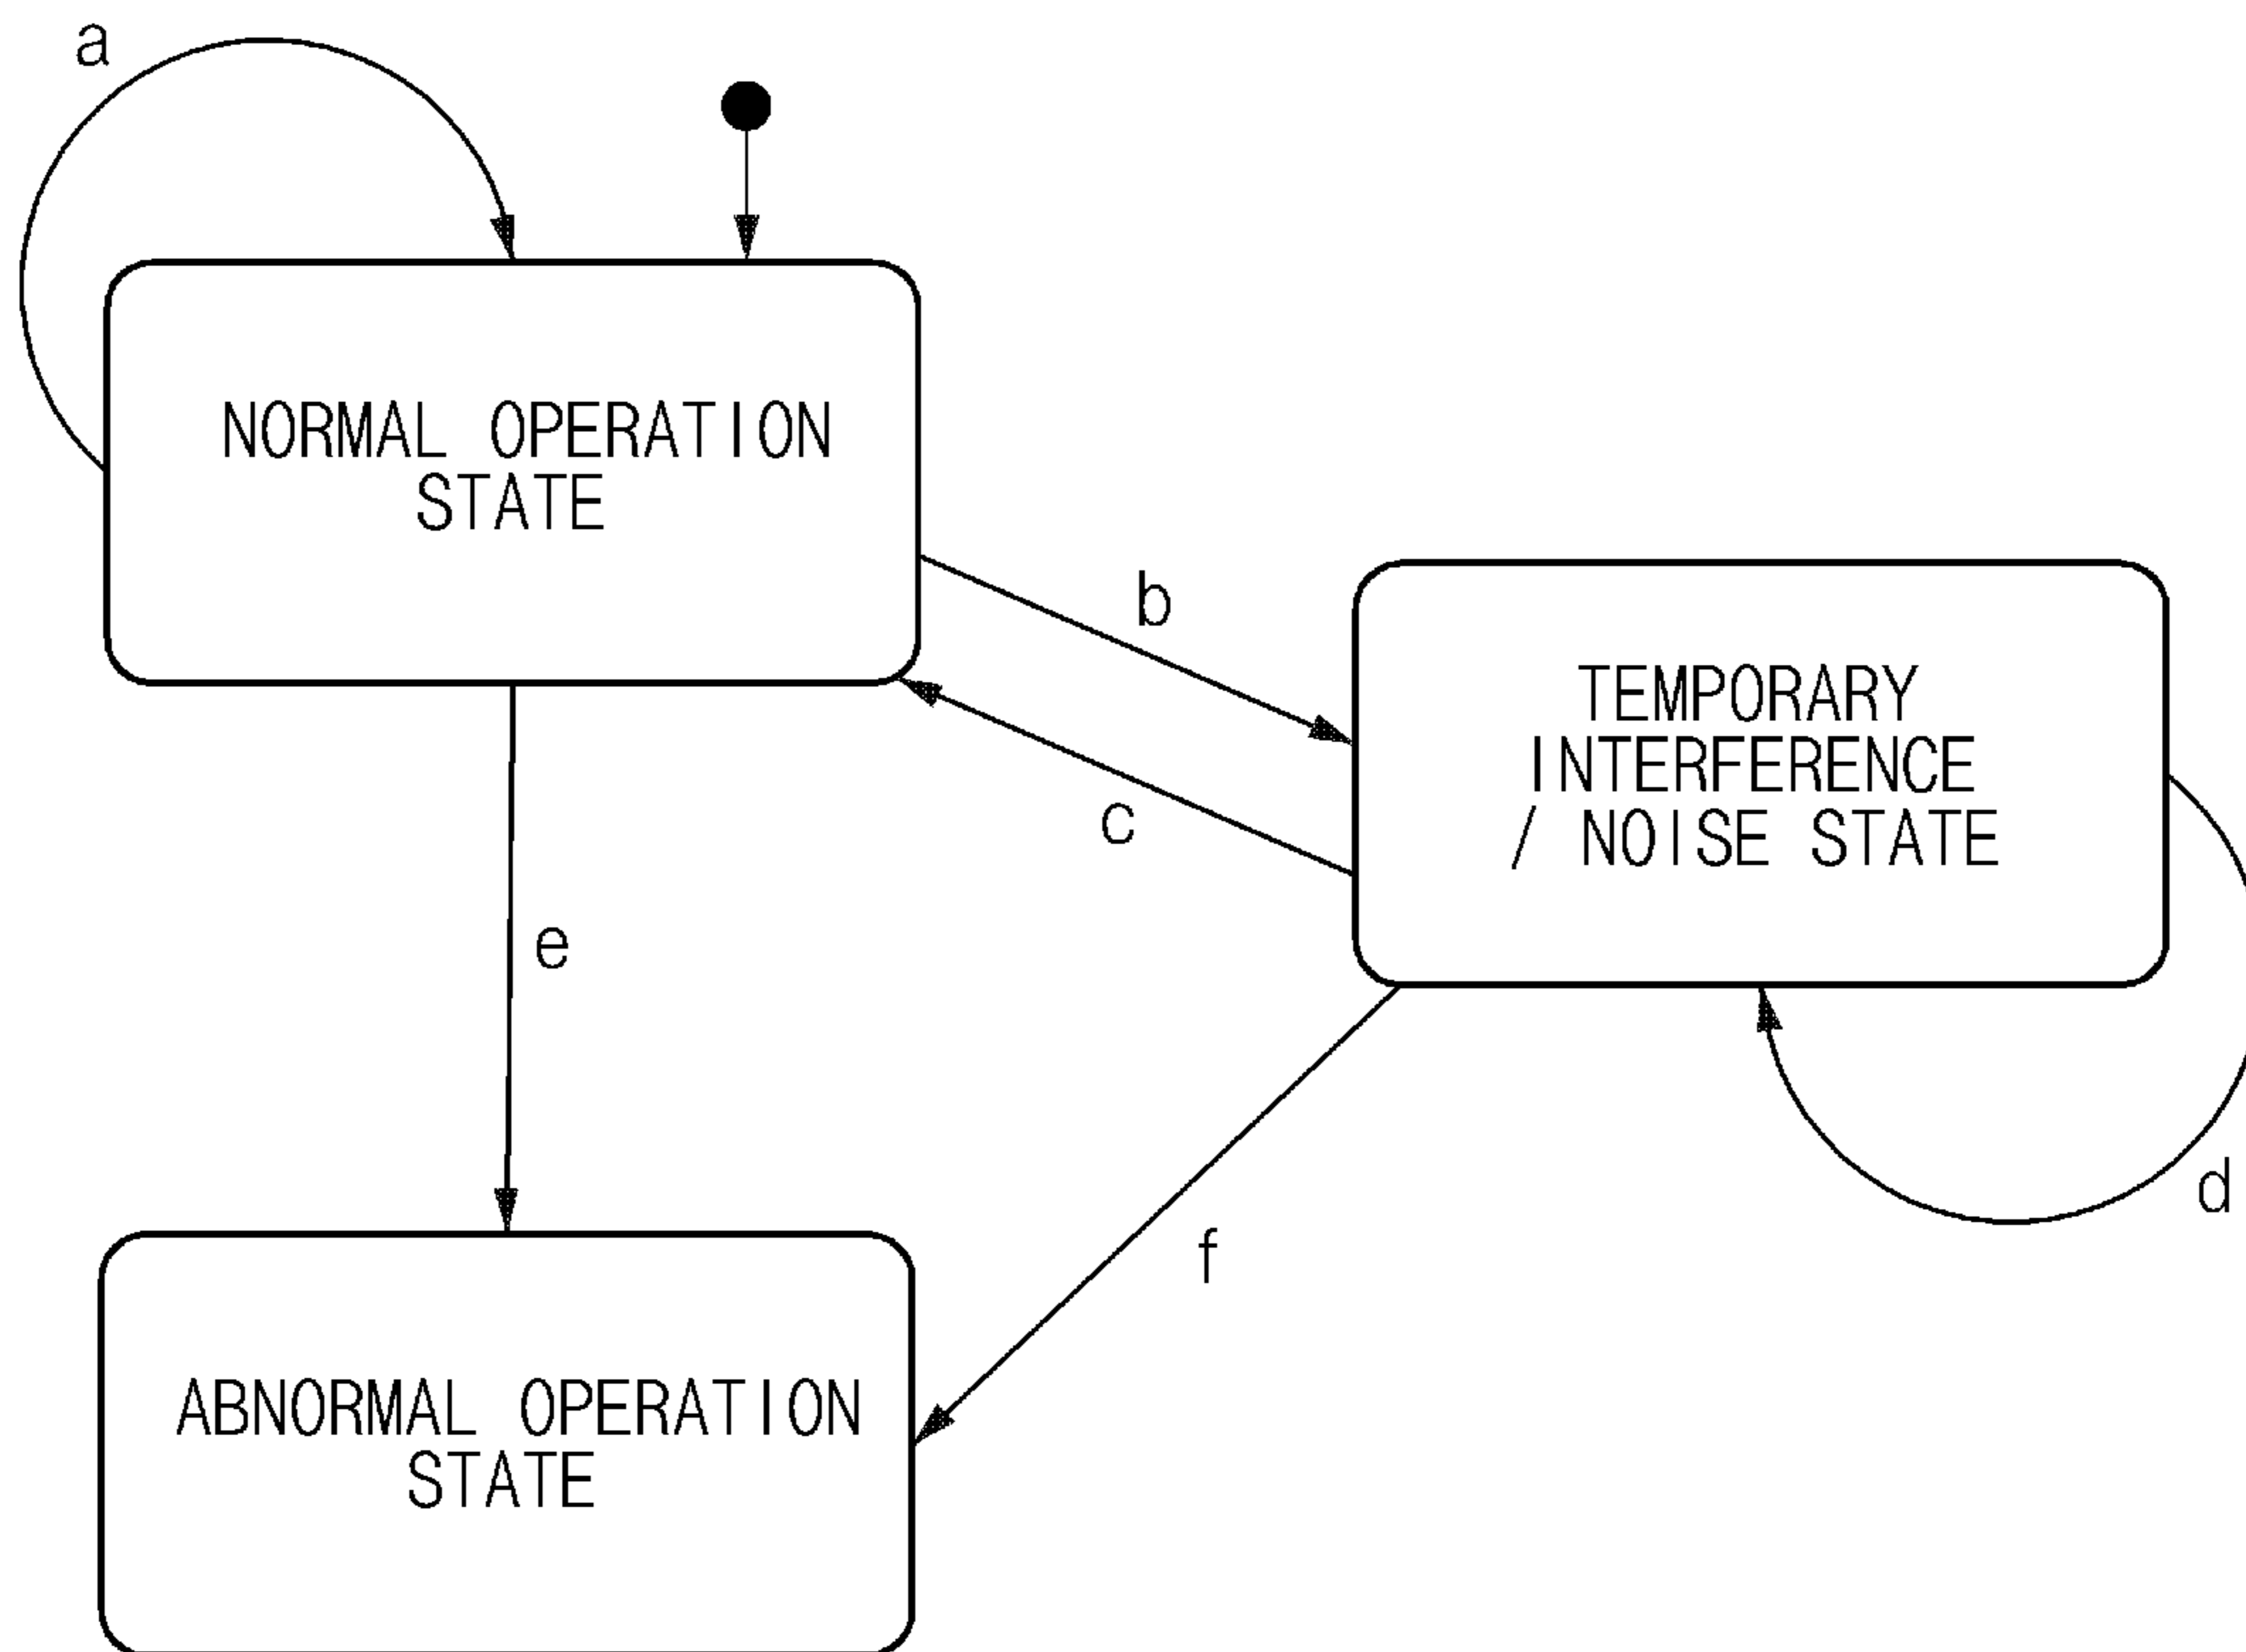 a
NORMAL OPERATION
STATE
b
TEMPORARY
INTERFERENCE
/ NOISE STATE
c
e
d
f
ABNORMAL OPERATION
STATE